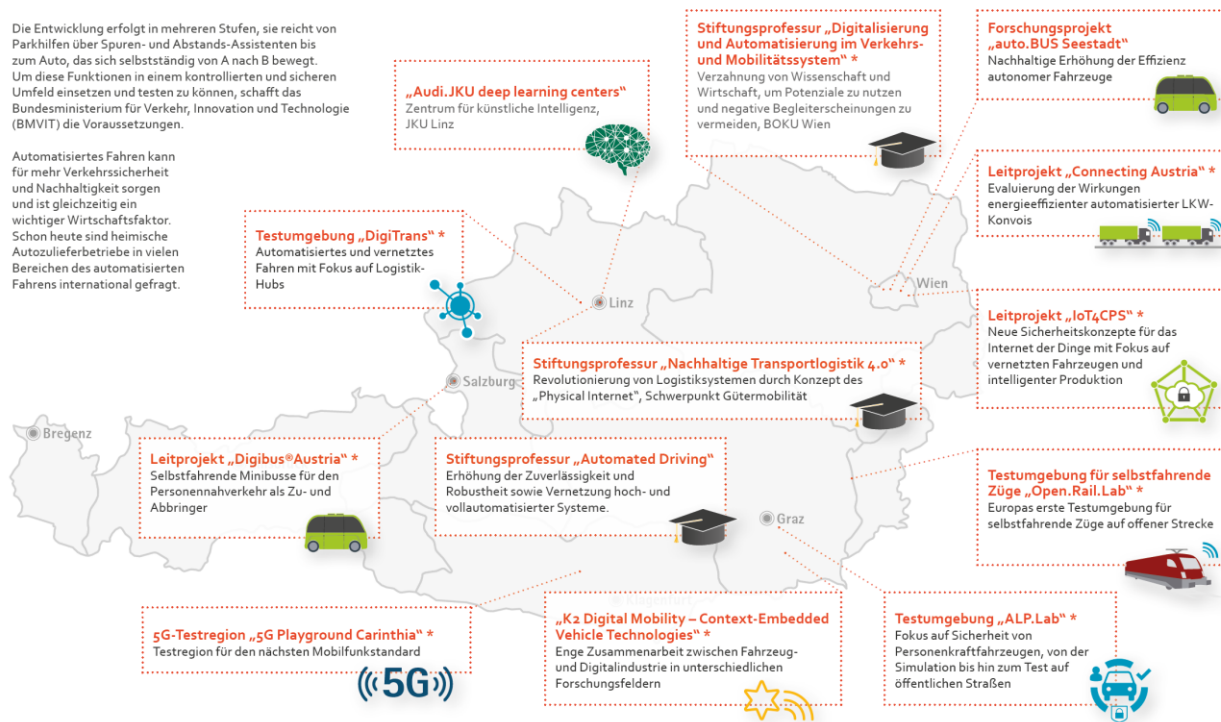 Die Entwicklung erfolgt in mehreren Stufen, sie reicht von
Parkhilfen über Spuren- und Abstands-Assistenten bis
zum Auto, das sich selbstständig von A nach B bewegt.
Um diese Funktionen in einem kontrollierten und sicheren
Umfeld einsetzen und testen zu können, schafft das
Bundesministerium für Verkehr, Innovation und Technologie
(BMVIT) die Voraussetzungen.
Automatisiertes Fahren kann
für mehr Verkehrssicherheit
und Nachhaltigkeit sorgen
und ist gleichzeitig ein
wichtiger Wirtschaftsfaktor.
Schon heute sind heimische
Autozulieferbetriebe in vielen
Bereichen des automatisierten
Fahrens international gefragt.
„Audi.JKU deep learning centers"
Zentrum für künstliche Intelligenz,
JKU Linz
Stiftungsprofessur „Digitalisierung
und Automatisierung im Verkehrs-
und Mobilitätssystem" *
Verzahnung von Wissenschaft und
Wirtschaft, um Potenziale zu nutzen
und negative Begleiterscheinungen zu
vermeiden, BOKU Wien
Forschungsprojekt
„auto.BUS Seestadt"
Nachhaltige Erhöhung der Effizienz
autonomer Fahrzeuge
Leitprojekt „Connecting Austria" *
Evaluierung der Wirkungen
energieeffizienter automatisierter LKW-
Konvois
Testumgebung „DigiTrans" *
Automatisiertes und vernetztes
Fahren mit Fokus auf Logistik-
Hubs
Linz
Wien
Leitprojekt „IoT4CPS" *
Neue Sicherheitskonzepte für das
Internet der Dinge mit Fokus auf
vernetzten Fahrzeugen und
intelligenter Produktion
Stiftungsprofessur „Nachhaltige Transportlogistik 4.0" *
Revolutionierung von Logistiksystemen durch Konzept des
„Physical Internet", Schwerpunkt Gütermobilität
Salzburg
Bregenz
Leitprojekt „Digibus®Austria" *
Selbstfahrende Minibusse für den
Personennahverkehr als Zu- und
Abbringer
Stiftungsprofessur „Automated Driving"
Erhöhung der Zuverlässigkeit und
Robustheit sowie Vernetzung hoch- und
vollautomatisierter Systeme.
Graz
Testumgebung für selbstfahrende
Züge „Open.Rail.Lab" *
Europas erste Testumgebung für
selbstfahrende Züge auf offener Strecke
5G-Testregion „5G Playground Carinthia" *
Testregion für den nächsten Mobilfunkstandard
5G
„K2 Digital Mobility – Context-Embedded
Vehicle Technologies" *
Enge Zusammenarbeit zwischen Fahrzeug-
und Digitalindustrie in unterschiedlichen
Forschungsfeldern
Testumgebung „ALP.Lab" *
Fokus auf Sicherheit von
Personenkraftfahrzeugen, von der
Simulation bis hin zum Test auf
öffentlichen Straßen